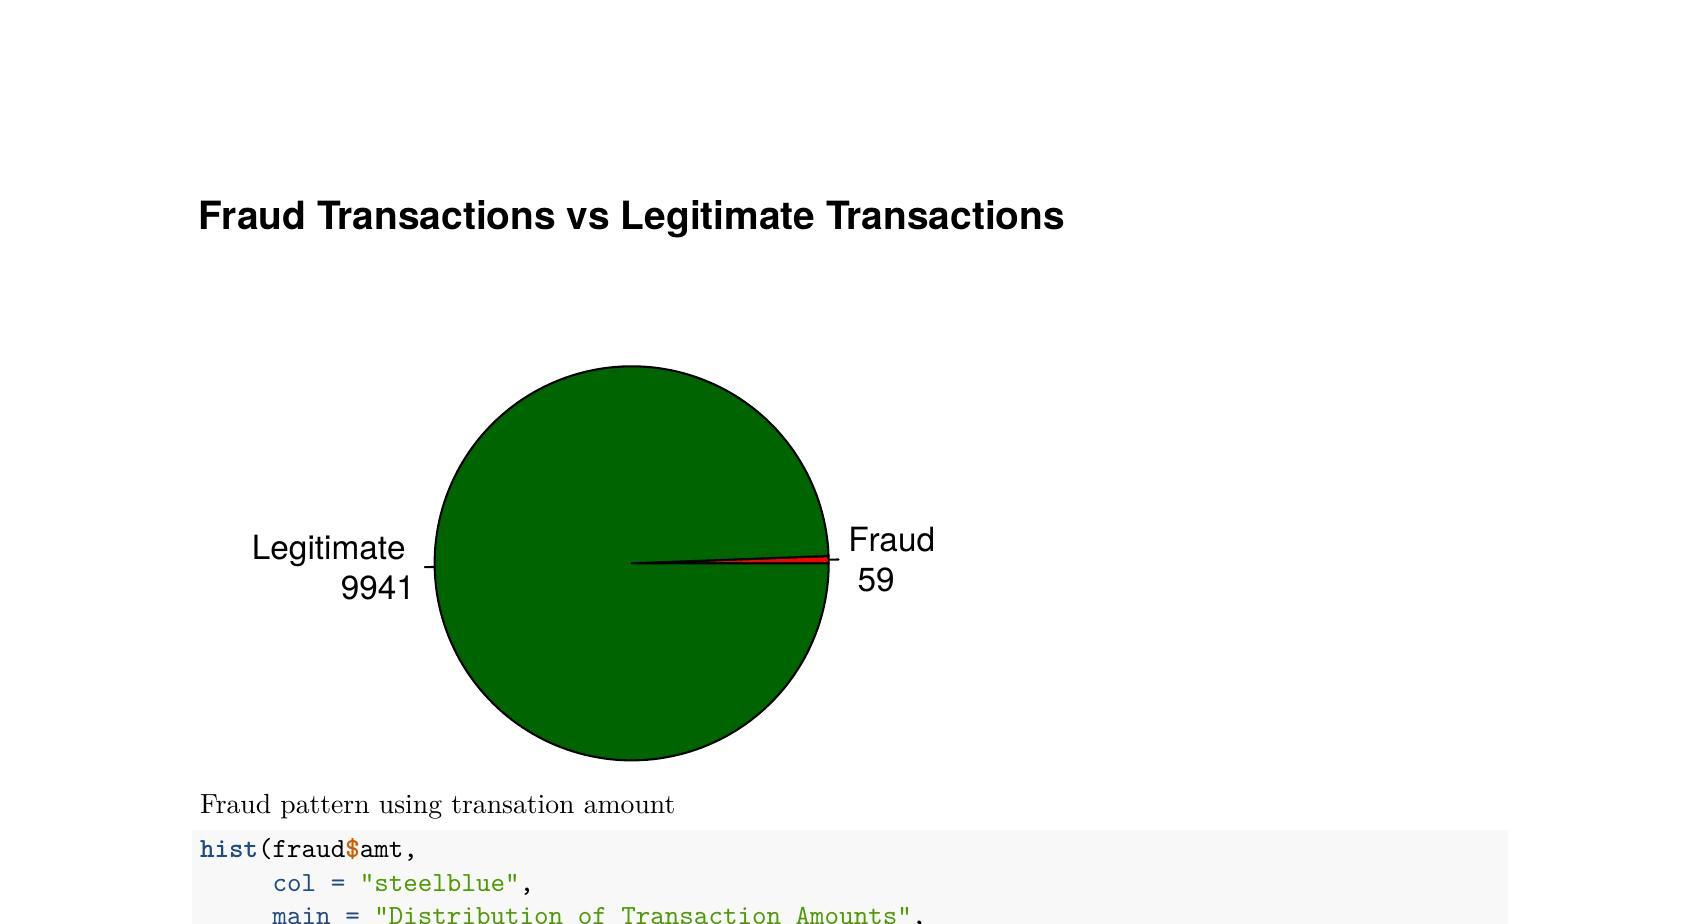 Fraud Transactions vs Legitimate Transactions
Legitimate
9941
Fraud
59
Fraud pattern using transation amount
hist(fraud$amt,
     col = "steelblue",
     main = "Distribution of Transaction Amounts",